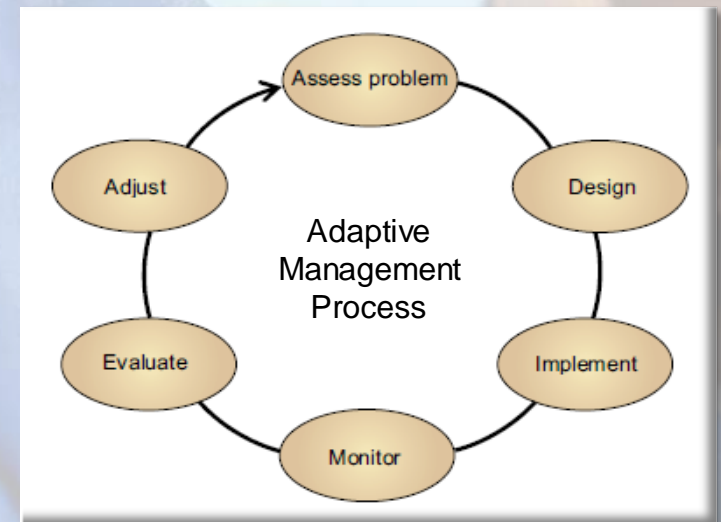 Assess problem
Design
Implement
Monitor
Evaluate
Adjust
Adaptive
Management
Process